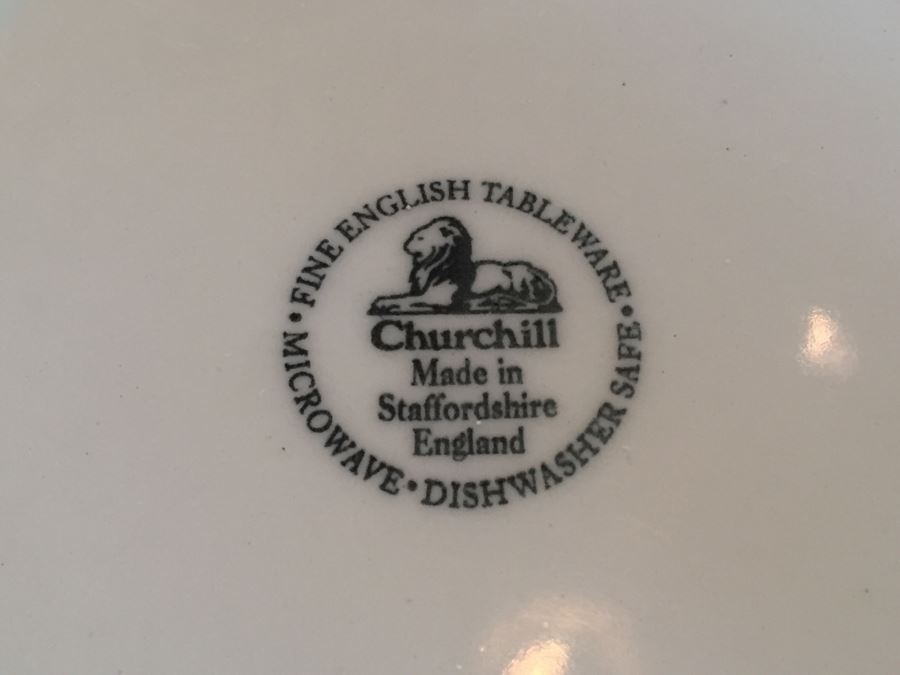 • FINE ENGLISH TABLEWARE •
Churchill
Made in
Staffordshire
England
MICROWAVE • DISHWASHER SAFE